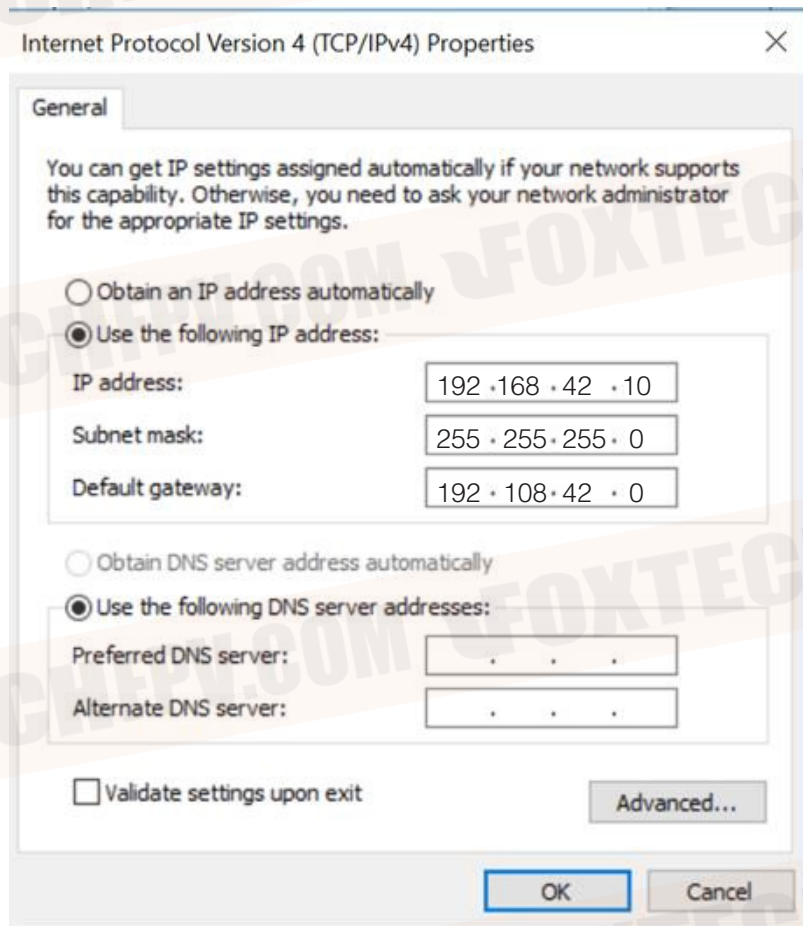 Internet Protocol Version 4 (TCP/IPv4) Properties
General
You can get IP settings assigned automatically if your network supports
this capability. Otherwise, you need to ask your network administrator
for the appropriate IP settings.
Obtain an IP address automatically
Use the following IP address:
IP address: 192 . 168 . 42 . 10
Subnet mask: 255 . 255 . 255 . 0
Default gateway: 192 . 108 . 42 . 0
Obtain DNS server address automatically
Use the following DNS server addresses:
Preferred DNS server: . . .
Alternate DNS server: . . .
Validate settings upon exit
Advanced...
OK Cancel